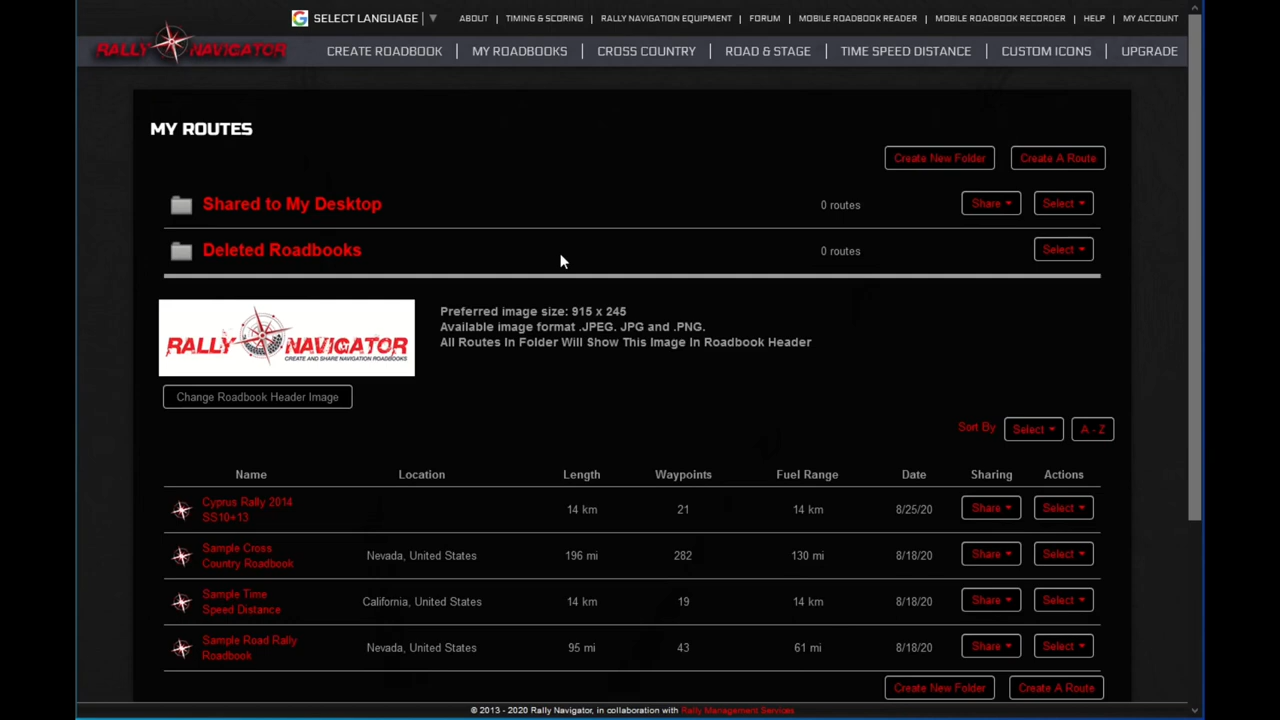 SELECT LANGUAGE ▼ ABOUT TIMING & SCORING RALLY NAVIGATION EQUIPMENT FORUM MOBILE ROADBOOK READER MOBILE ROADBOOK RECORDER HELP MY ACCOUNT
RALLY NAVIGATOR CREATE ROADBOOK MY ROADBOOKS CROSS COUNTRY ROAD & STAGE TIME SPEED DISTANCE CUSTOM ICONS UPGRADE
MY ROUTES
Create New Folder Create A Route
Shared to My Desktop 0 routes Share Select
Deleted Roadbooks 0 routes Select
RALLY NAVIGATOR
CREATE AND SHARE NAVIGATION ROADBOOKS
Preferred image size: 915 x 245
Available image format .JPEG. JPG and .PNG.
All Routes In Folder Will Show This Image In Roadbook Header
Change Roadbook Header Image
Sort By Select A - Z
Name Location Length Waypoints Fuel Range Date Sharing Actions
Cyprus Rally 2014
SS10+13 14 km 21 14 km 8/25/20 Share Select
Sample Cross
Country Roadbook Nevada, United States 196 mi 282 130 mi 8/18/20 Share Select
Sample Time
Speed Distance California, United States 14 km 19 14 km 8/18/20 Share Select
Sample Road Rally
Roadbook Nevada, United States 95 mi 43 61 mi 8/18/20 Share Select
Create New Folder Create A Route
© 2013 - 2020 Rally Navigator, in collaboration with Rally Management Services